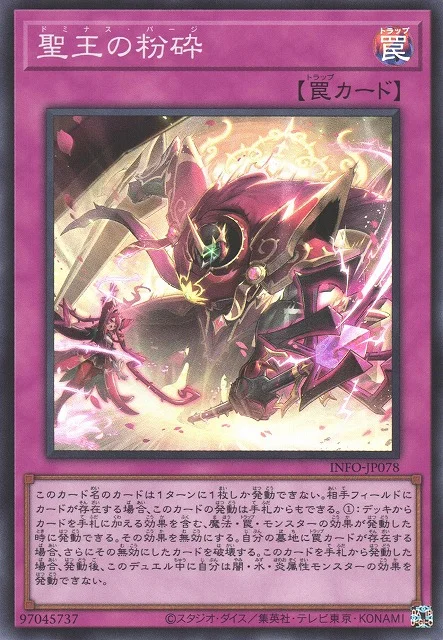 ドミナス・パージ
聖王の粉砕
トラップ
罠
トラップ
【罠カード】
INFO-JP078
このカード名のカードは1ターンに1枚しか発動できない。相手フィールドに
カードが存在する場合、このカードの発動は手札からもできる。①:デッキから
カードを手札に加える効果を含む、魔法・罠・モンスターの効果が発動した
時に発動できる。その効果を無効にする。自分の墓地に罠カードが存在する
場合、さらにその無効にしたカードを破壊する。このカードを手札から発動した
場合、発動後、このデュエル中に自分は闇・水・炎属性モンスターの効果を
発動できない。
97045737
©スタジオ・ダイス/集英社・テレビ東京・KONAMI